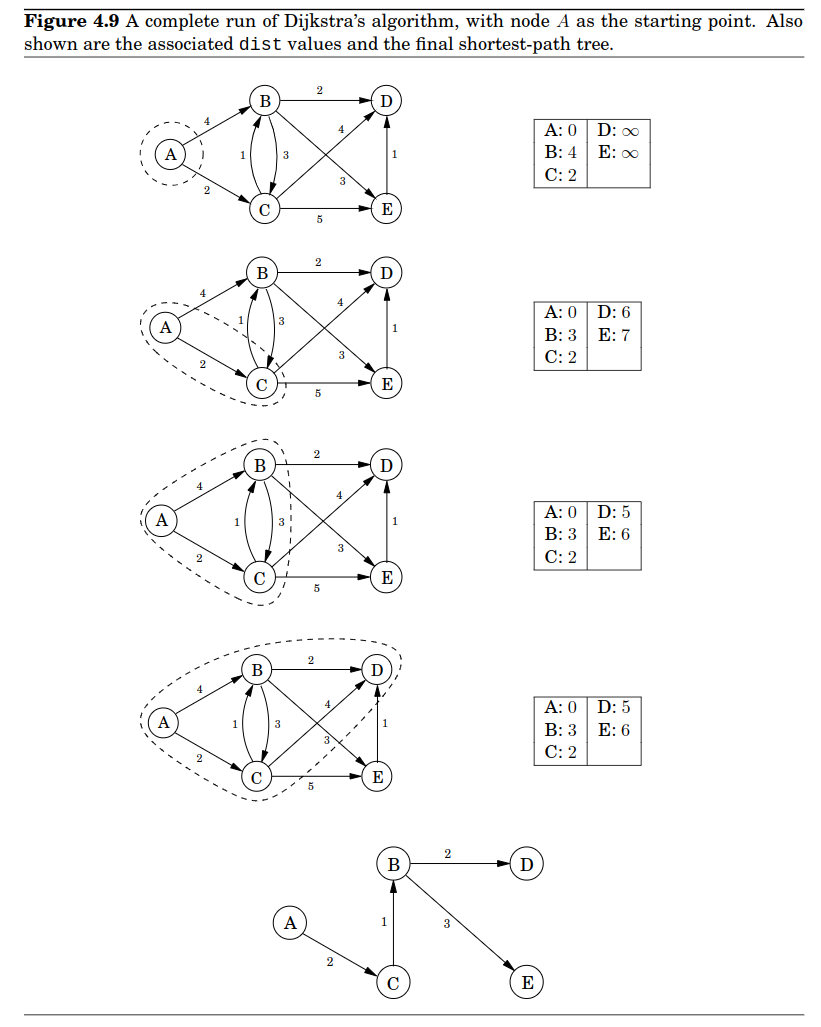 Figure 4.9 A complete run of Dijkstra's algorithm, with node A as the starting point. Also
shown are the associated dist values and the final shortest-path tree.
B 2 D
4
4
A 1 3 1
3
2
C 5 E
A: 0 D: ∞
B: 4 E: ∞
C: 2
B 2 D
4
4
A 1 3 1
3
2
C 5 E
A: 0 D: 6
B: 3 E: 7
C: 2
B 2 D
4
4
A 1 3 1
3
2
C 5 E
A: 0 D: 5
B: 3 E: 6
C: 2
B 2 D
4
4
A 1 3 1
3
2
C 5 E
A: 0 D: 5
B: 3 E: 6
C: 2
B 2 D
A 1 3
2
C E